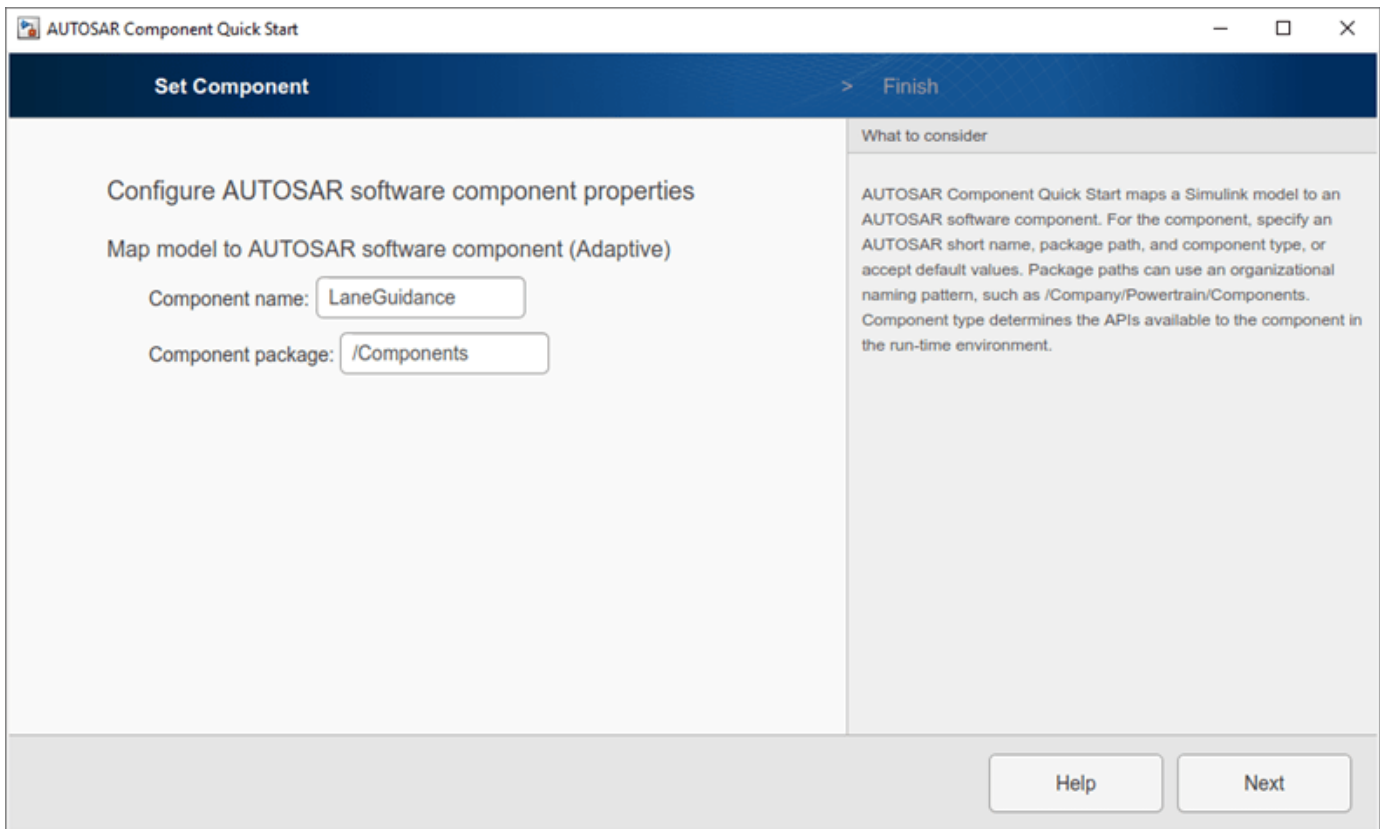 AUTOSAR Component Quick Start
Set Component
> Finish
Configure AUTOSAR software component properties
Map model to AUTOSAR software component (Adaptive)
Component name: LaneGuidance
Component package: /Components
What to consider
AUTOSAR Component Quick Start maps a Simulink model to an
AUTOSAR software component. For the component, specify an
AUTOSAR short name, package path, and component type, or
accept default values. Package paths can use an organizational
naming pattern, such as /Company/Powertrain/Components.
Component type determines the APIs available to the component in
the run-time environment.
Help
Next